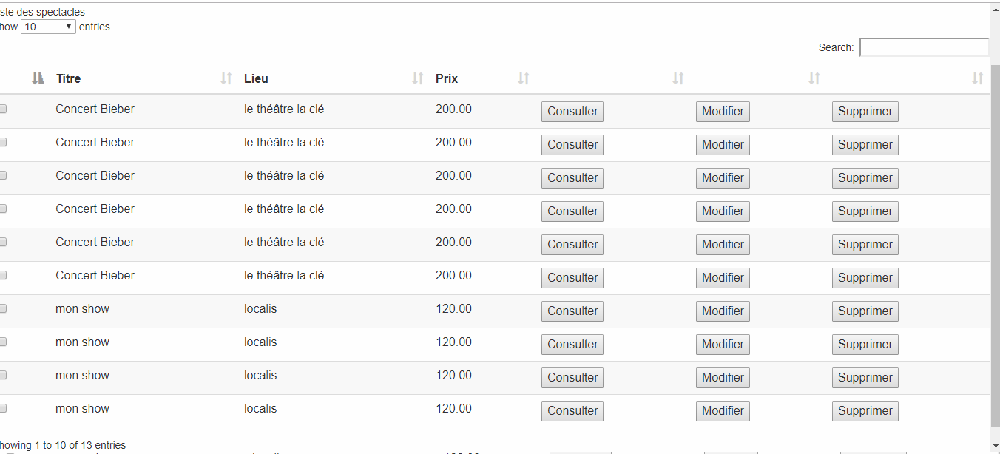 ste des spectacles
how 10 entries
Search:
Titre Lieu Prix
Concert Bieber le théâtre la clé 200.00 Consulter Modifier Supprimer
Concert Bieber le théâtre la clé 200.00 Consulter Modifier Supprimer
Concert Bieber le théâtre la clé 200.00 Consulter Modifier Supprimer
Concert Bieber le théâtre la clé 200.00 Consulter Modifier Supprimer
Concert Bieber le théâtre la clé 200.00 Consulter Modifier Supprimer
Concert Bieber le théâtre la clé 200.00 Consulter Modifier Supprimer
mon show localis 120.00 Consulter Modifier Supprimer
mon show localis 120.00 Consulter Modifier Supprimer
mon show localis 120.00 Consulter Modifier Supprimer
mon show localis 120.00 Consulter Modifier Supprimer
howing 1 to 10 of 13 entries